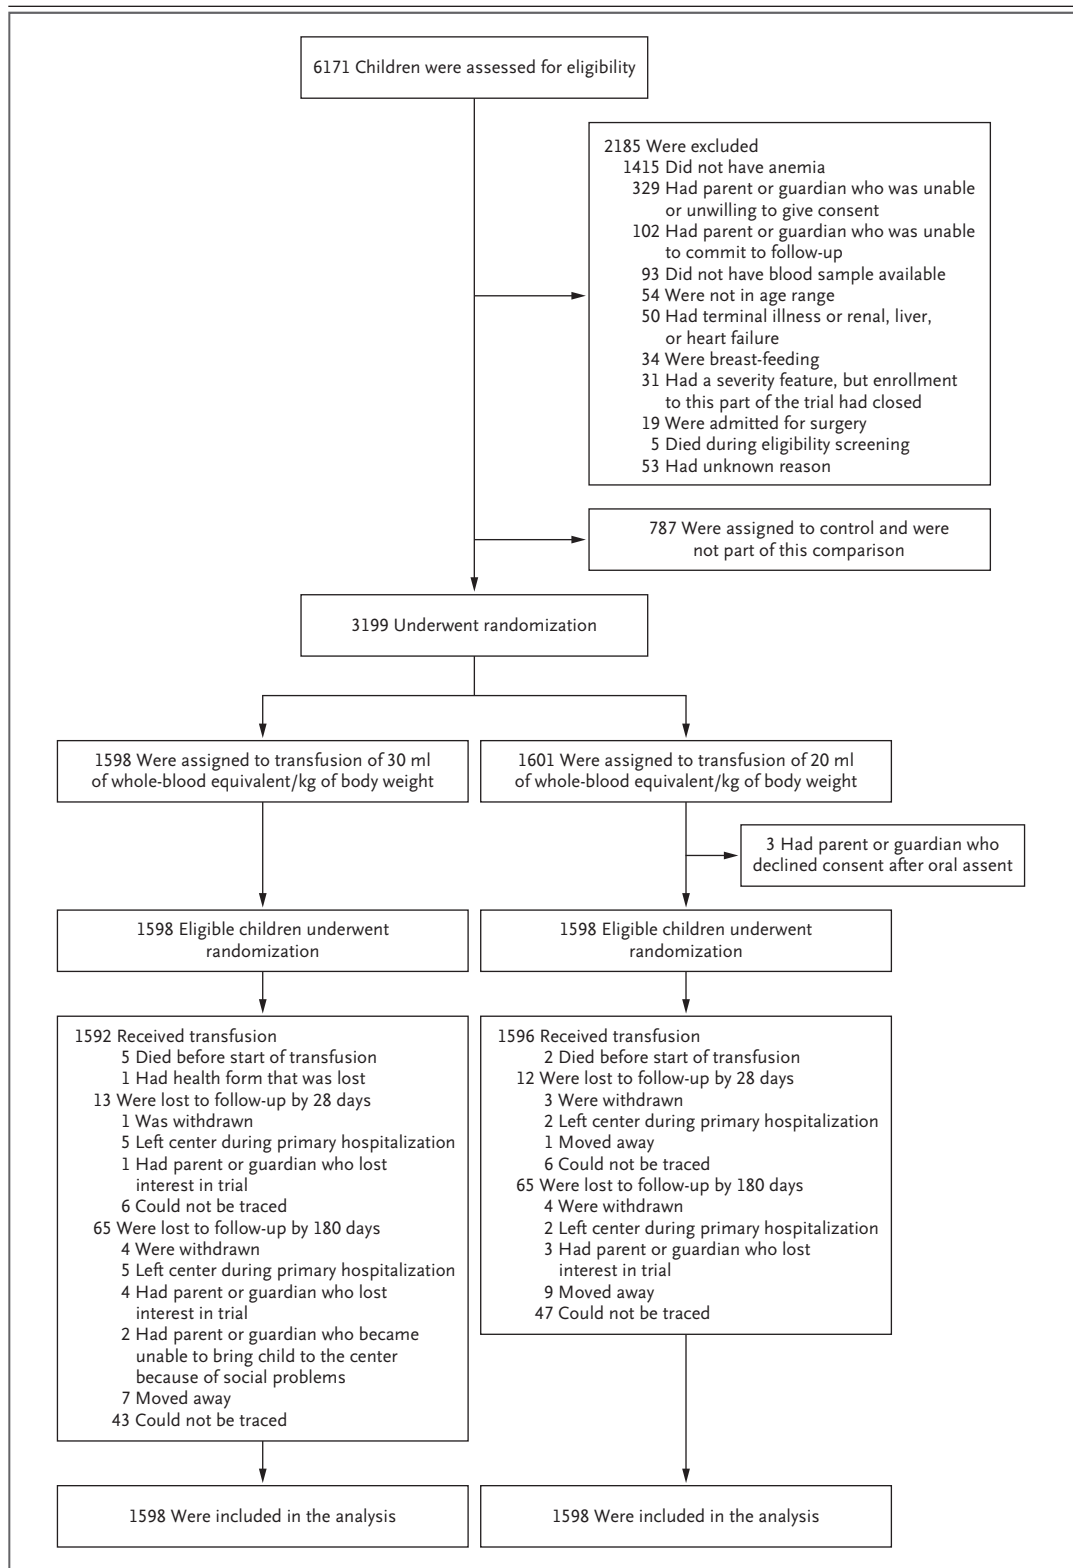 6171 Children were assessed for eligibility
2185 Were excluded
1415 Did not have anemia
329 Had parent or guardian who was unable
or unwilling to give consent
102 Had parent or guardian who was unable
to commit to follow-up
93 Did not have blood sample available
54 Were not in age range
50 Had terminal illness or renal, liver,
or heart failure
34 Were breast-feeding
31 Had a severity feature, but enrollment
to this part of the trial had closed
19 Were admitted for surgery
5 Died during eligibility screening
53 Had unknown reason
787 Were assigned to control and were
not part of this comparison
3199 Underwent randomization
1598 Were assigned to transfusion of 30 ml
of whole-blood equivalent/kg of body weight
1601 Were assigned to transfusion of 20 ml
of whole-blood equivalent/kg of body weight
3 Had parent or guardian who
declined consent after oral assent
1598 Eligible children underwent
randomization
1598 Eligible children underwent
randomization
1592 Received transfusion
5 Died before start of transfusion
1 Had health form that was lost
13 Were lost to follow-up by 28 days
1 Was withdrawn
5 Left center during primary hospitalization
1 Had parent or guardian who lost
interest in trial
6 Could not be traced
65 Were lost to follow-up by 180 days
4 Were withdrawn
5 Left center during primary hospitalization
4 Had parent or guardian who lost
interest in trial
2 Had parent or guardian who became
unable to bring child to the center
because of social problems
7 Moved away
43 Could not be traced
1596 Received transfusion
2 Died before start of transfusion
12 Were lost to follow-up by 28 days
3 Were withdrawn
2 Left center during primary hospitalization
1 Moved away
6 Could not be traced
65 Were lost to follow-up by 180 days
4 Were withdrawn
2 Left center during primary hospitalization
3 Had parent or guardian who lost
interest in trial
9 Moved away
47 Could not be traced
1598 Were included in the analysis
1598 Were included in the analysis